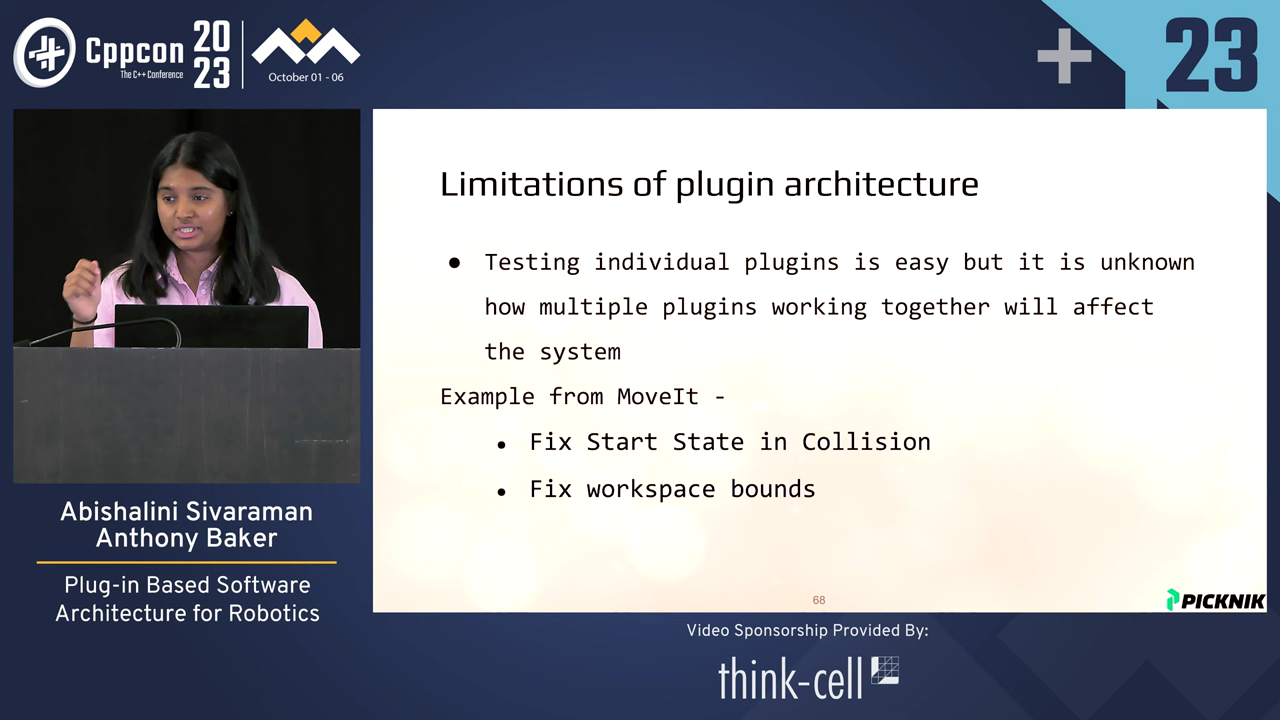 Cppcon
The C++ Conference
20
23
October 01 - 06
23
Limitations of plugin architecture
● Testing individual plugins is easy but it is unknown
how multiple plugins working together will affect
the system
Example from MoveIt -
● Fix Start State in Collision
● Fix workspace bounds
68
PICKNIK
Abishalini Sivaraman
Anthony Baker
Plug-in Based Software
Architecture for Robotics
Video Sponsorship Provided By:
think-cell